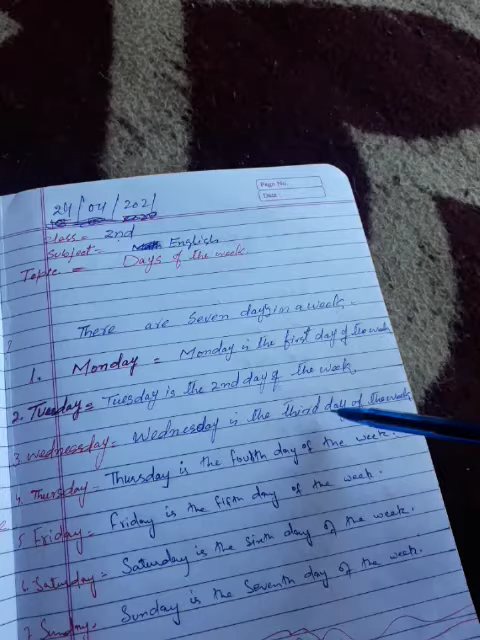 Page No.
Date
24/04/2021
Class = 2nd
Subject - English
Topic = Days of the week
There are Seven days in a week.
1. Monday = Monday is the first day of the week
2. Tuesday = Tuesday is the 2nd day of the week
3 Wednesday = Wednesday is the third day of the week
4 Thursday - Thursday is the fourth day of the week.
5 Friday = Friday is the fifth day of the week.
6. Saturday = Saturday is the sixth day of the week.
7. Sunday. Sunday is the Seventh day of the week.